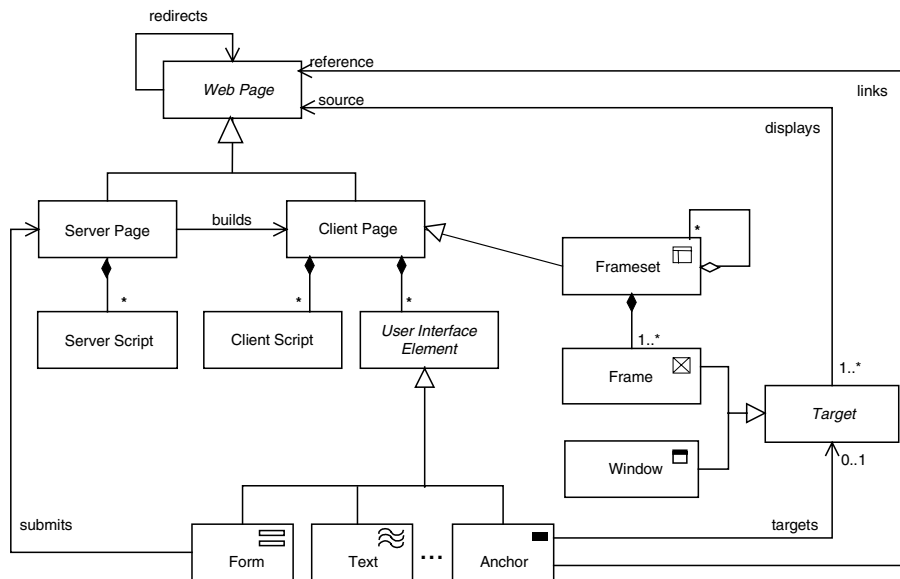 redirects
reference
Web Page
links
source
displays
Server Page
builds
Client Page
*
Frameset
*
*
*
Server Script
Client Script
User Interface
Element
1..*
Frame
1..*
Target
Window
0..1
submits
targets
Form
Text
...
Anchor